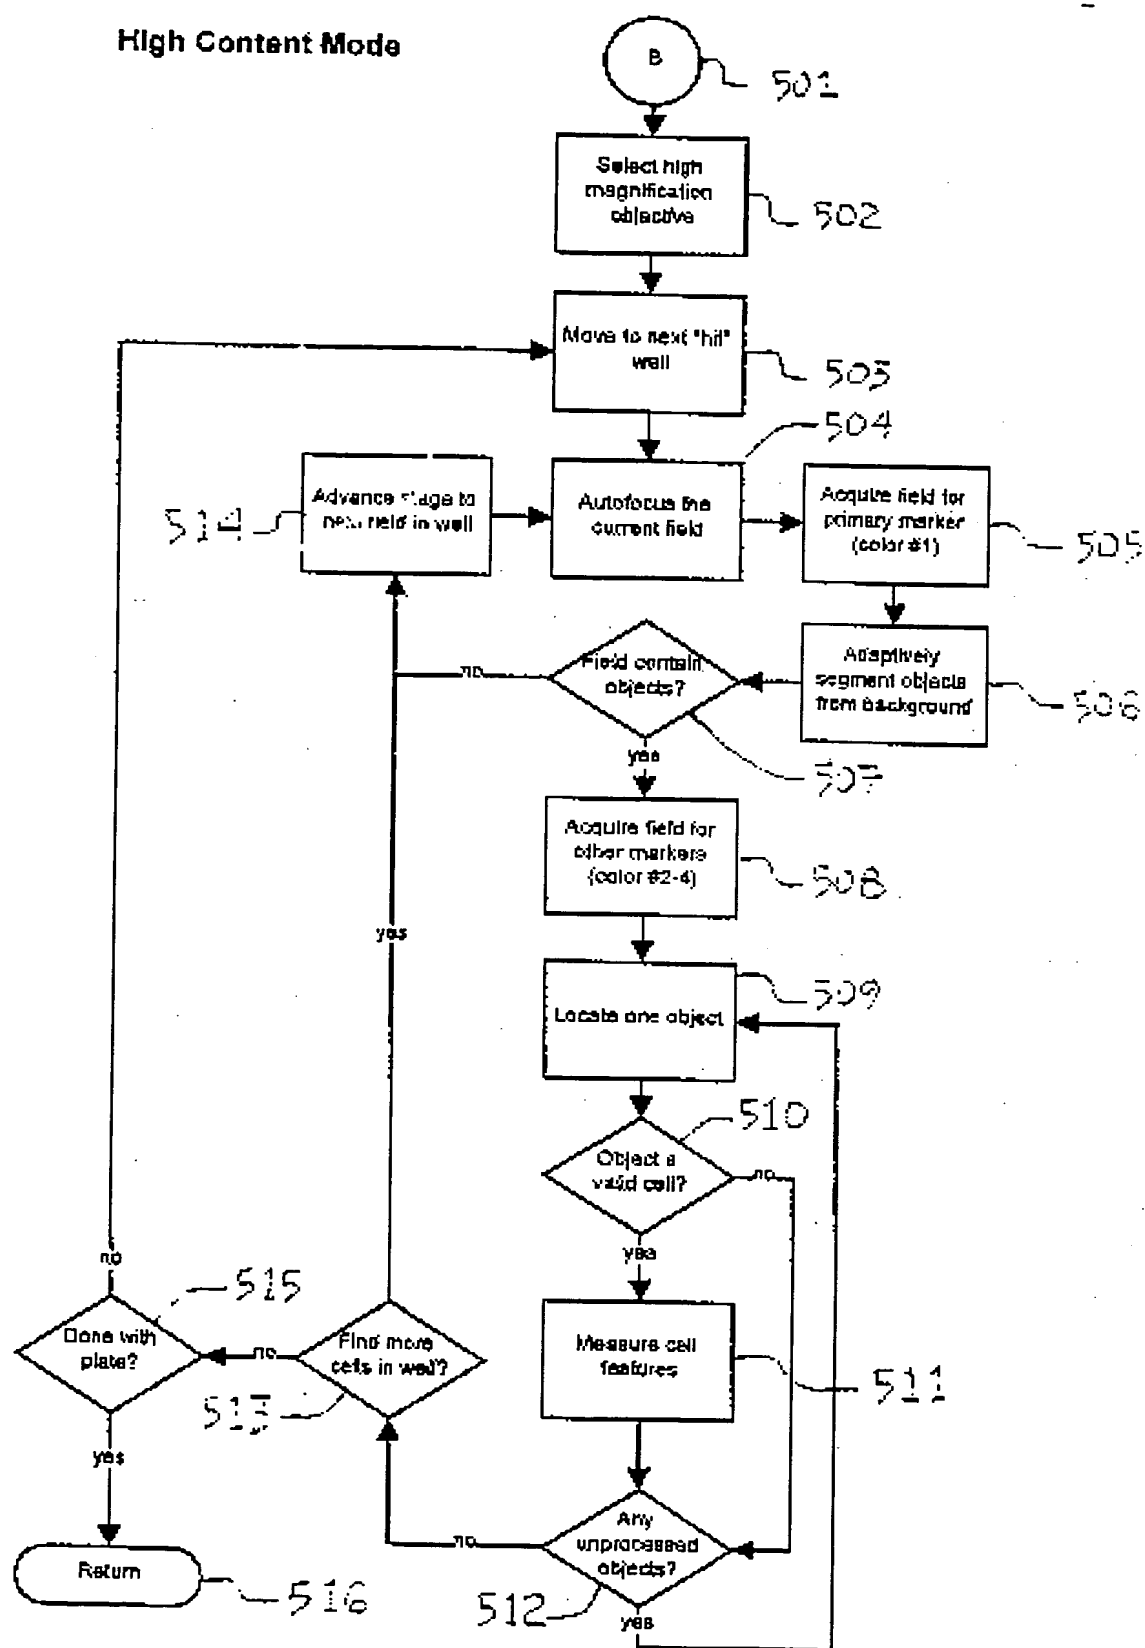 High Content Mode
B
501
Select high
magnification
objective
502
Move to next "hit"
well
503
504
Advance stage to
next field in well
514
Autofocus the
current field
Acquire field for
primary marker
(color #1)
505
Field contain
objects?
no
Adaptively
segment objects
from background
506
yes
507
Acquire field for
other markers
(color #2-4)
508
yes
509
Locate one object
510
Object a
valid cell?
no
yes
no
515
Done with
plate?
no
Find more
cells in well?
513
Measure cell
features
511
yes
Any
unprocessed
objects?
no
512
yes
Return
516